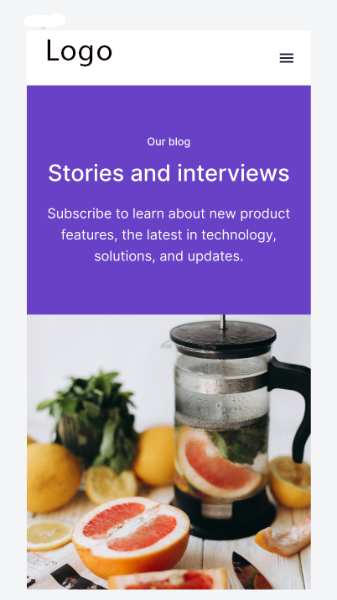 Logo
Our blog
Stories and interviews
Subscribe to learn about new product
features, the latest in technology,
solutions, and updates.